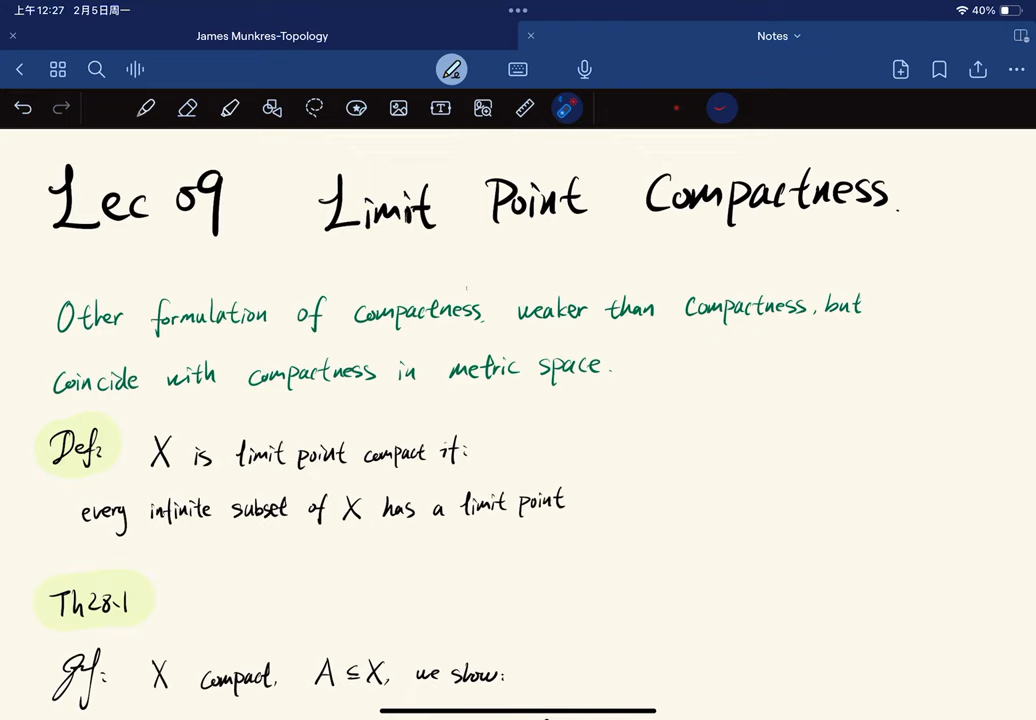 上午12:27 2月5日周一
40%
James Munkres-Topology
Notes
Lec 09 Limit Point Compactness.
Other formulation of compactness. weaker than compactness, but
coincide with compactness in metric space.
Def: X is limit point compact if:
every infinite subset of X has a limit point
Th28.1
pf: X compact, A ⊆ X, we show: